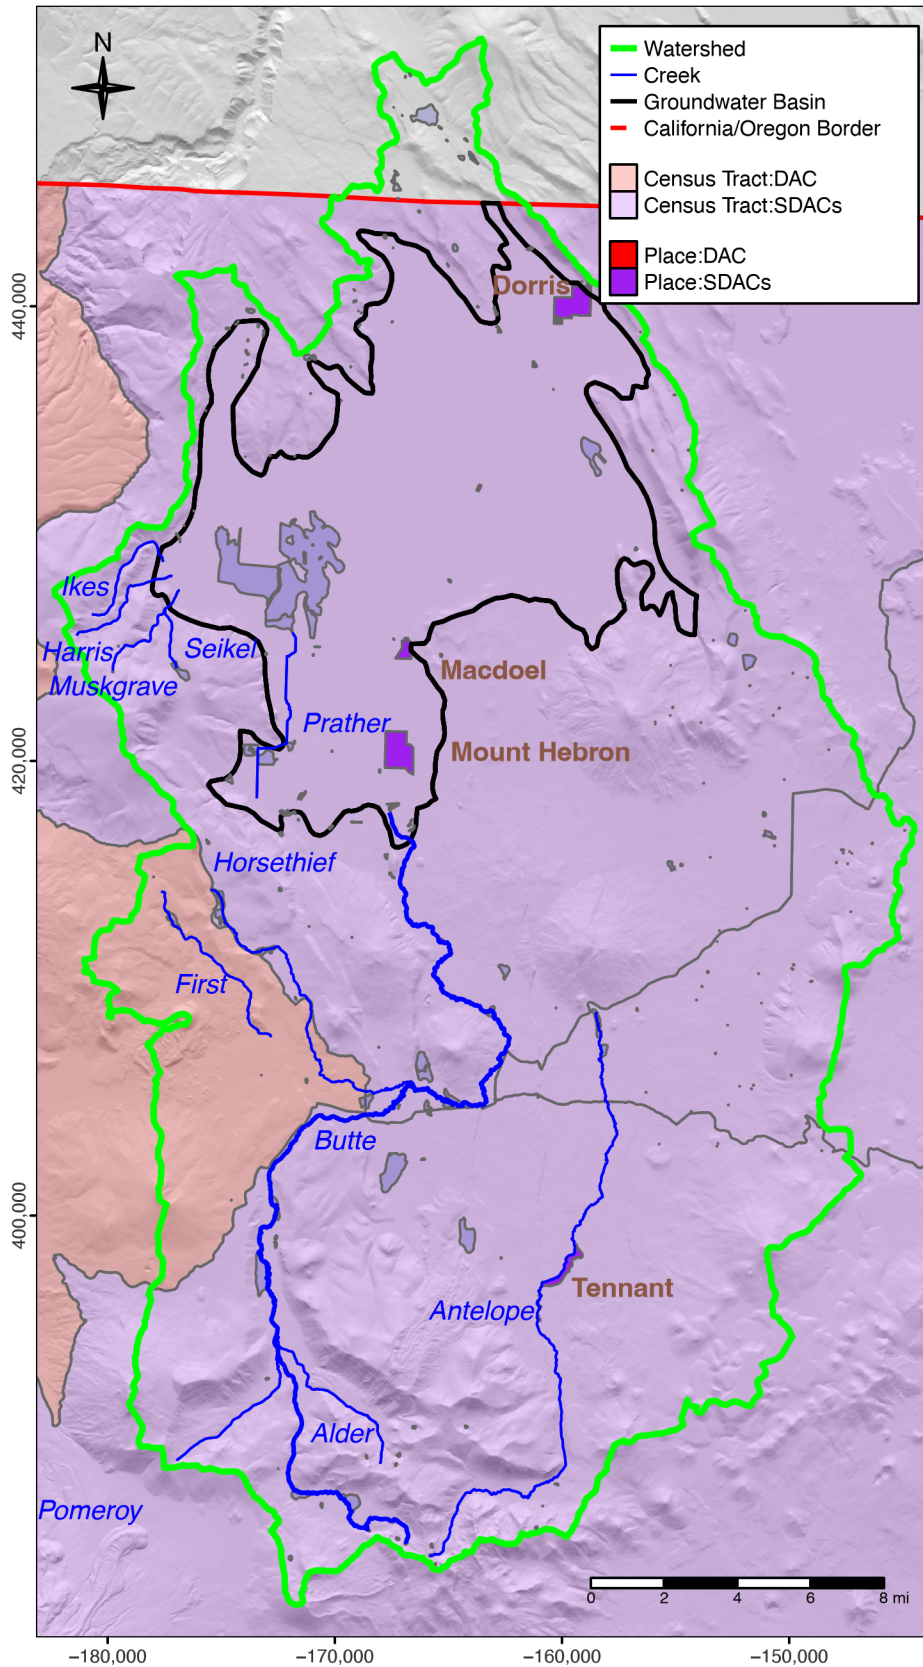 N
Watershed
Creek
Groundwater Basin
California/Oregon Border
Census Tract:DAC
Census Tract:SDACs
Place:DAC
Place:SDACs
Dorris
440,000
Ikes
Harris
Seikel
Muskgrave
Macdoel
Prather
Mount Hebron
420,000
Horsethief
First
Butte
400,000
Tennant
Antelope
Alder
Pomeroy
0 2 4 6 8 mi
−180,000 −170,000 −160,000 −150,000